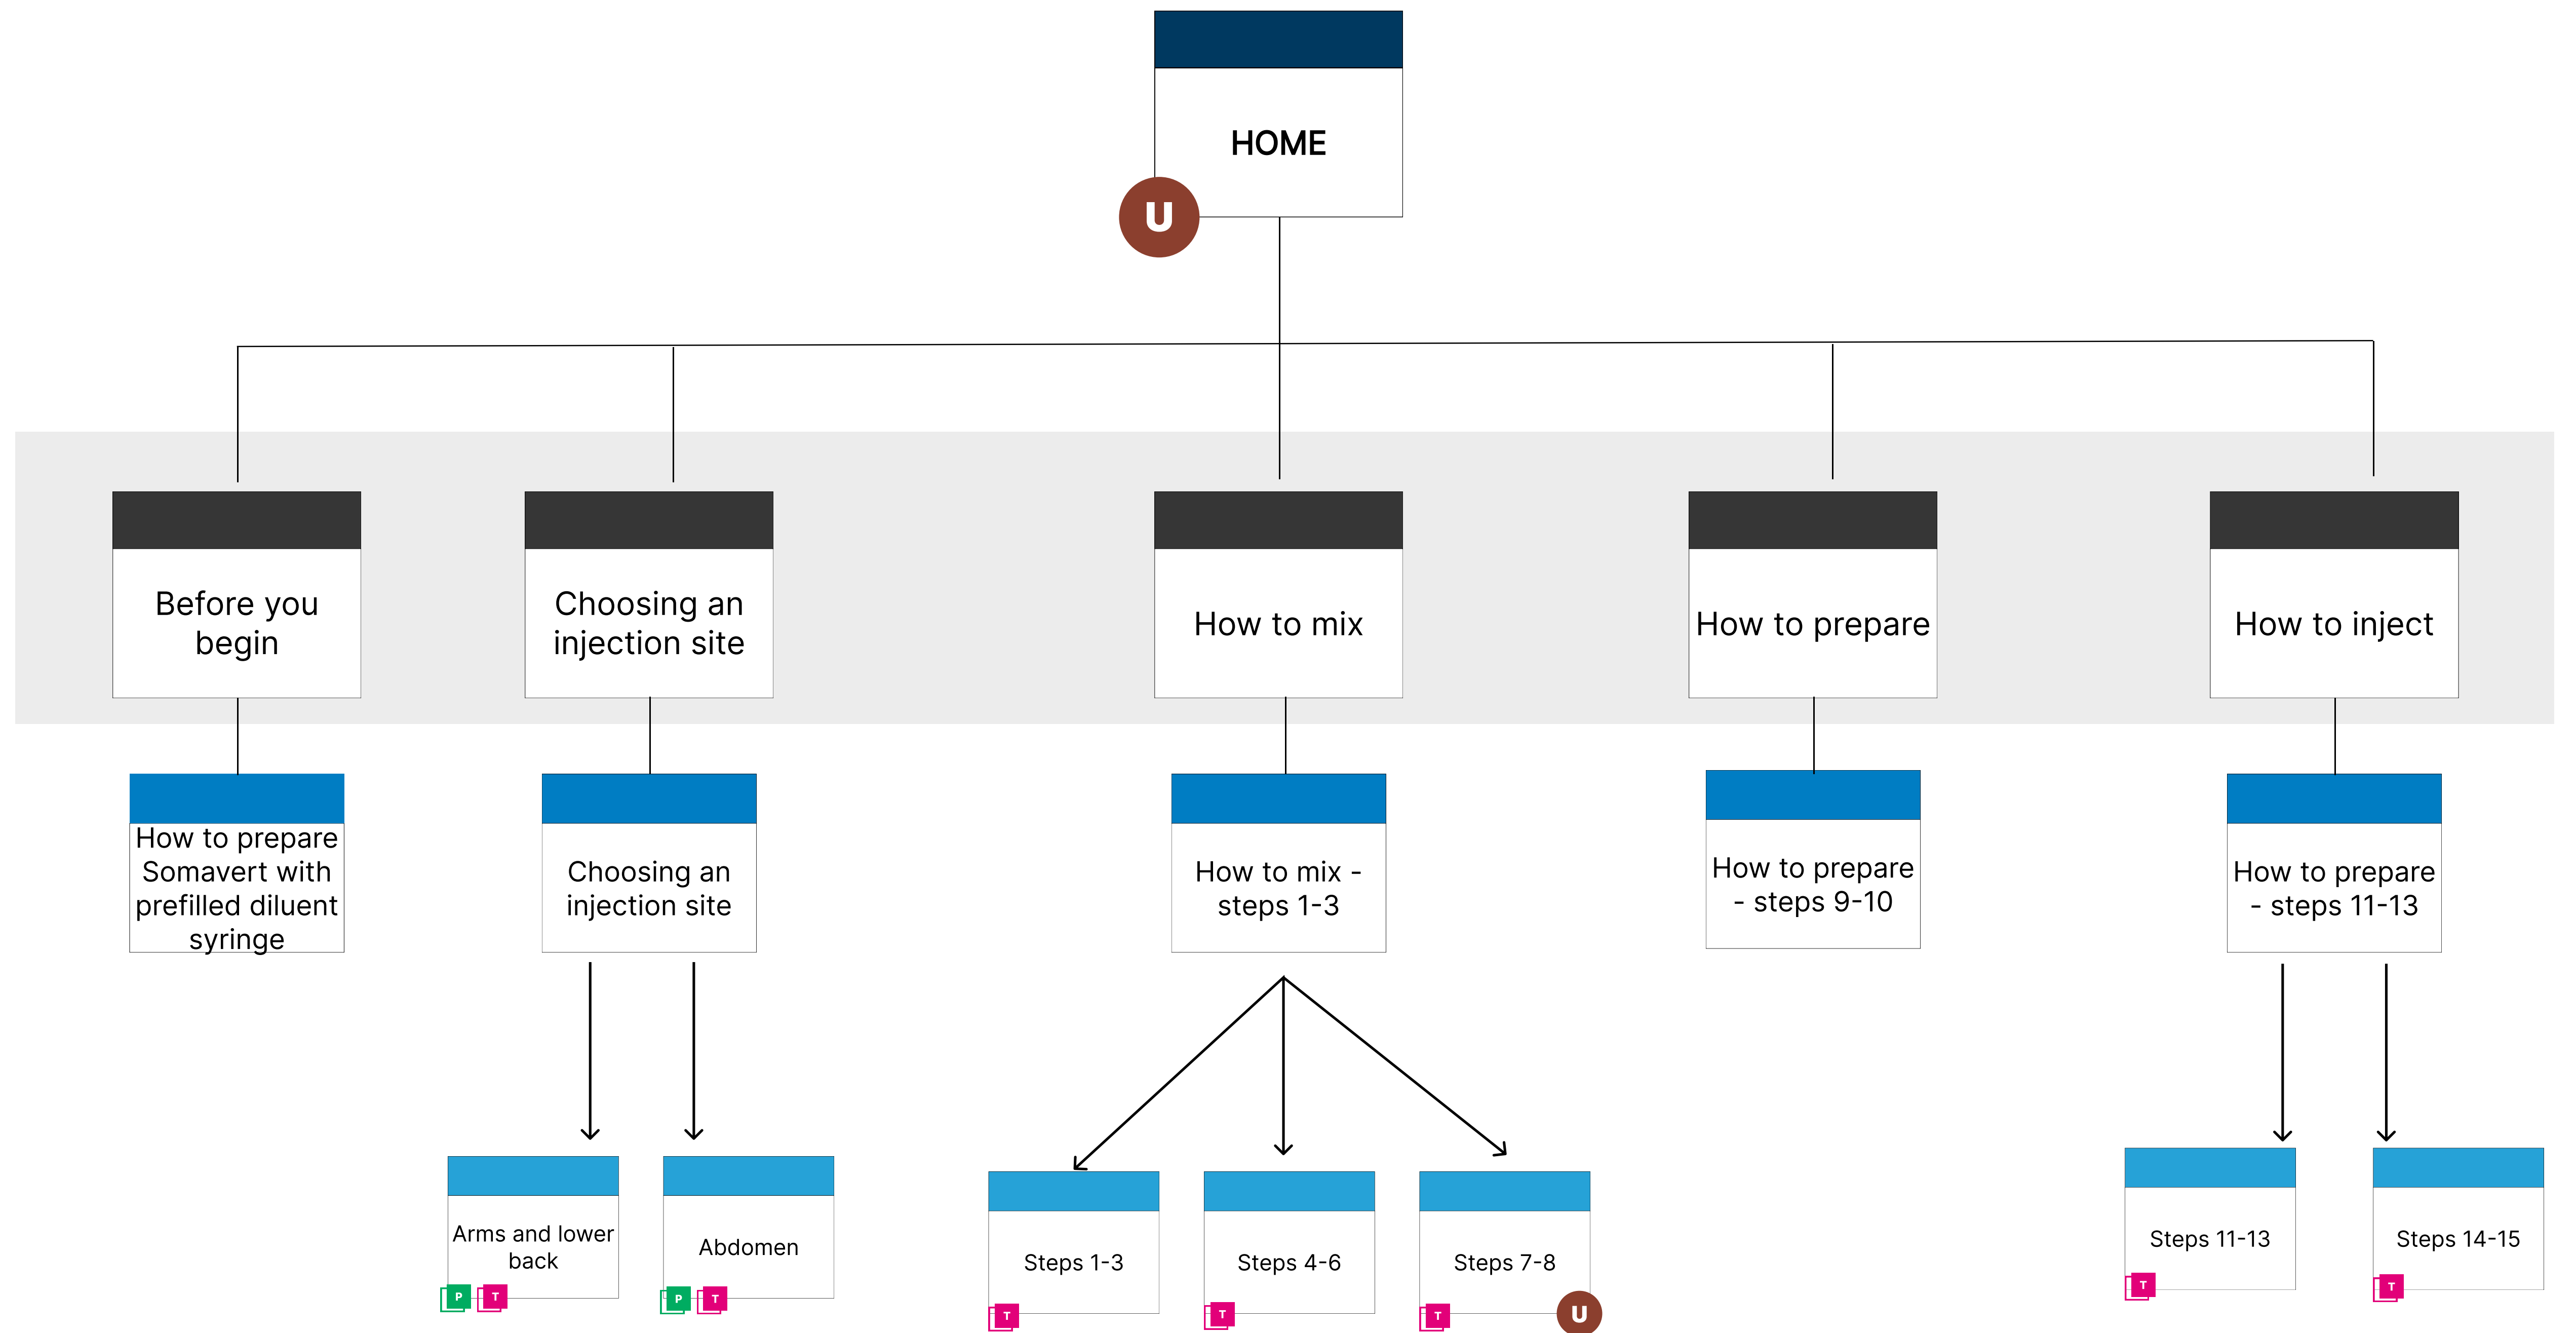 HOME
U
Before you
begin
Choosing an
injection site
How to mix
How to prepare
How to inject
How to prepare
Somavert with
prefilled diluent
syringe
Choosing an
injection site
How to mix -
steps 1-3
How to prepare
- steps 9-10
How to prepare
- steps 11-13
Arms and lower
back
P
T
Abdomen
P
T
Steps 1-3
T
Steps 4-6
T
Steps 7-8
T
U
Steps 11-13
T
Steps 14-15
T